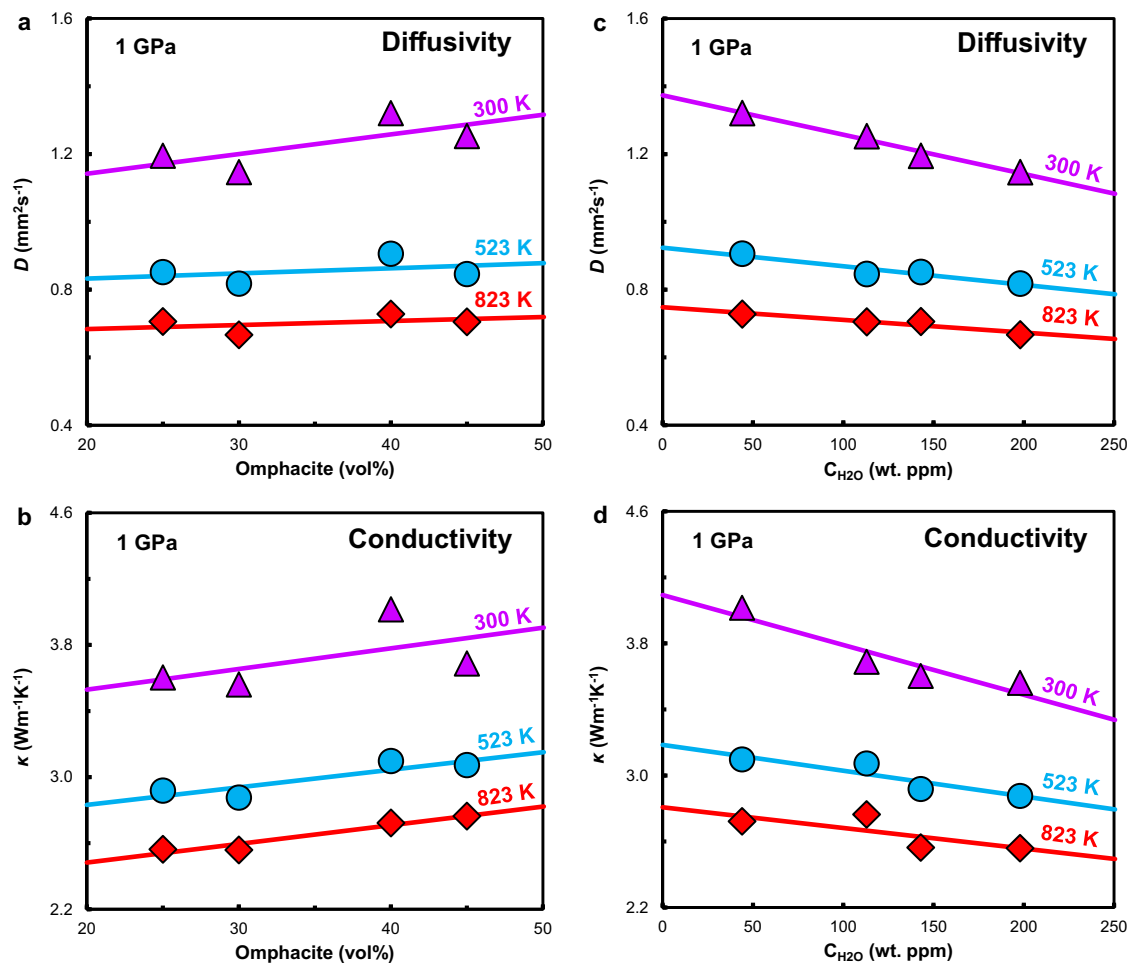 a
1 GPa
Diffusivity
1.6
1.2
0.8
0.4
D (mm²s⁻¹)
300 K
523 K
823 K
20 30 40 50
Omphacite (vol%)
c
1 GPa
Diffusivity
1.6
1.2
0.8
0.4
D (mm²s⁻¹)
300 K
523 K
823 K
0 50 100 150 200 250
C_H2O (wt. ppm)
b
1 GPa
Conductivity
4.6
3.8
3.0
2.2
κ (Wm⁻¹K⁻¹)
300 K
523 K
823 K
20 30 40 50
Omphacite (vol%)
d
1 GPa
Conductivity
4.6
3.8
3.0
2.2
κ (Wm⁻¹K⁻¹)
300 K
523 K
823 K
0 50 100 150 200 250
C_H2O (wt. ppm)